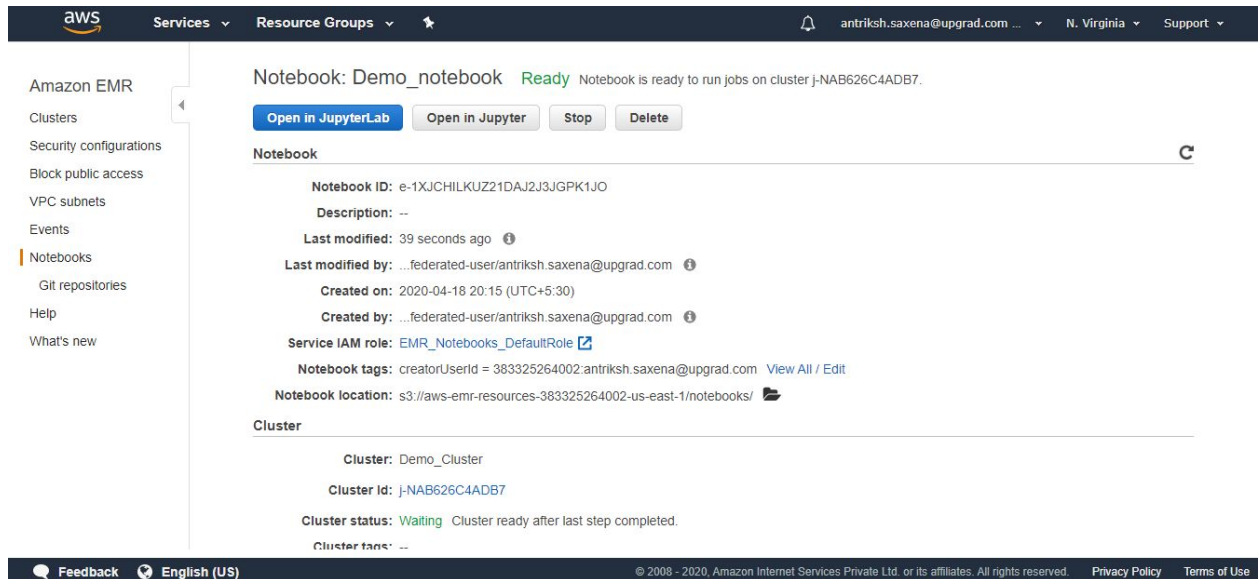 aws Services Resource Groups antriksh.saxena@upgrad.com ... N. Virginia Support
Amazon EMR
Clusters
Security configurations
Block public access
VPC subnets
Events
Notebooks
Git repositories
Help
What's new
Notebook: Demo_notebook Ready Notebook is ready to run jobs on cluster j-NAB626C4ADB7.
Open in JupyterLab Open in Jupyter Stop Delete
Notebook
Notebook ID: e-1XJCHILKUZ21DAJ2J3JGPK1JO
Description: --
Last modified: 39 seconds ago
Last modified by: ...federated-user/antriksh.saxena@upgrad.com
Created on: 2020-04-18 20:15 (UTC+5:30)
Created by: ...federated-user/antriksh.saxena@upgrad.com
Service IAM role: EMR_Notebooks_DefaultRole
Notebook tags: creatorUserId = 383325264002:antriksh.saxena@upgrad.com View All / Edit
Notebook location: s3://aws-emr-resources-383325264002-us-east-1/notebooks/
Cluster
Cluster: Demo_Cluster
Cluster Id: j-NAB626C4ADB7
Cluster status: Waiting Cluster ready after last step completed.
Cluster tags: --
Feedback English (US) © 2008 - 2020, Amazon Internet Services Private Ltd. or its affiliates. All rights reserved. Privacy Policy Terms of Use